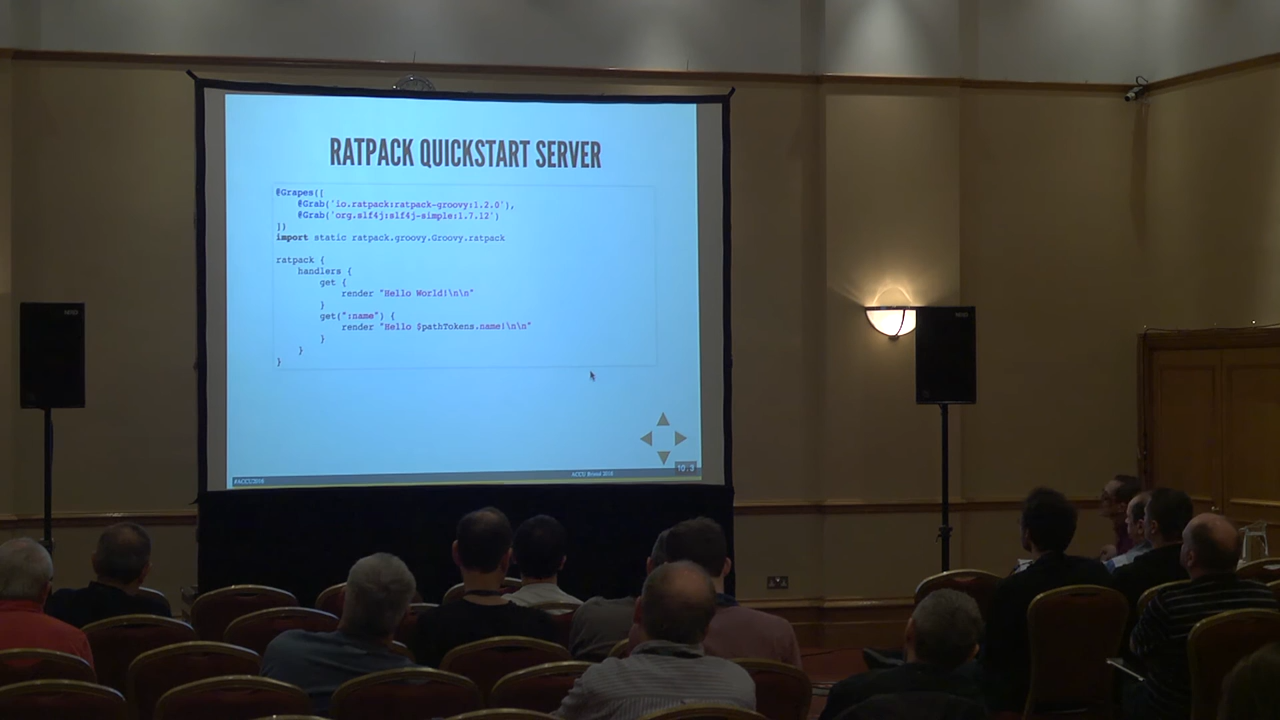 RATPACK QUICKSTART SERVER
@Grapes([
@Grab('io.ratpack:ratpack-groovy:1.2.0'),
@Grab('org.slf4j:slf4j-simple:1.7.12')
])
import static ratpack.groovy.Groovy.ratpack
ratpack {
handlers {
get {
render "Hello World!\n\n"
}
get(":name") {
render "Hello $pathTokens.name!\n\n"
}
}
}
#ACCU2016
ACCU Bristol 2016
10.3